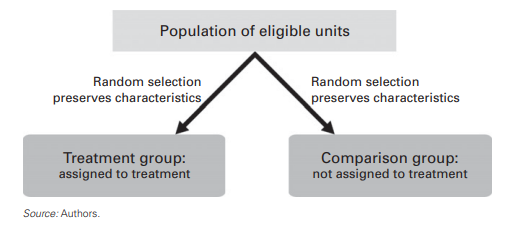 Population of eligible units
Random selection
preserves characteristics
Random selection
preserves characteristics
Treatment group:
assigned to treatment
Comparison group:
not assigned to treatment
Source: Authors.